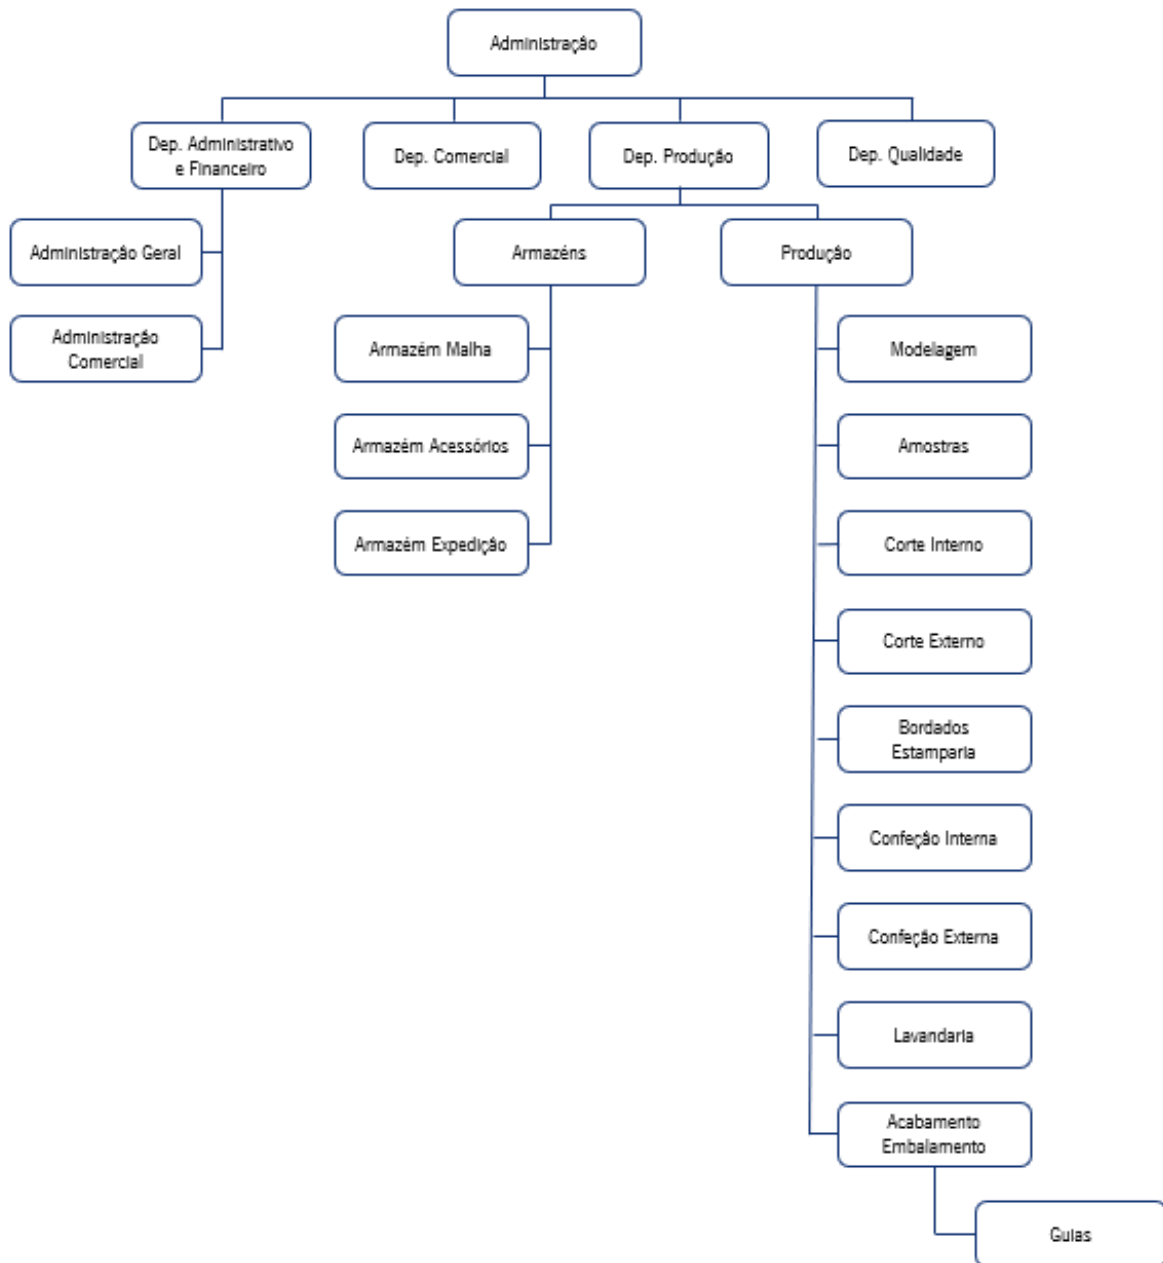 Administração
Dep. Administrativo
e Financeiro
Dep. Comercial
Dep. Produção
Dep. Qualidade
Administração Geral
Armazéns
Produção
Administração
Comercial
Armazém Malha
Modelagem
Armazém Acessórios
Amostras
Armazém Expedição
Corte Interno
Corte Externo
Bordados
Estamparia
Confeção Interna
Confeção Externa
Lavandaria
Acabamento
Embalamento
Guias